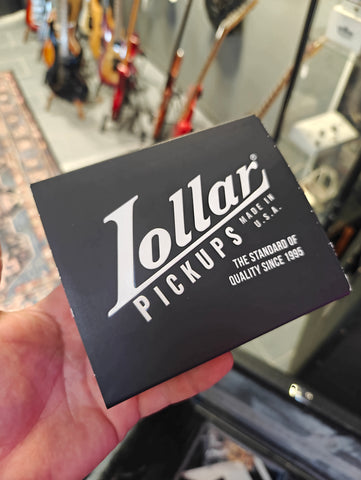 Lollar®
PICKUPS
MADE IN
U.S.A.
THE STANDARD OF
QUALITY SINCE 1995